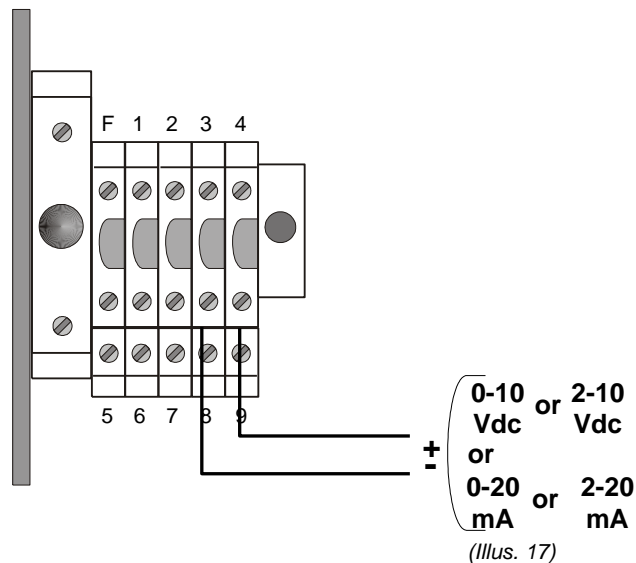 F 1 2 3 4
5 6 7 8 9
+
-
0-10 or 2-10
Vdc Vdc
or
0-20 or 2-20
mA mA
(Illus. 17)